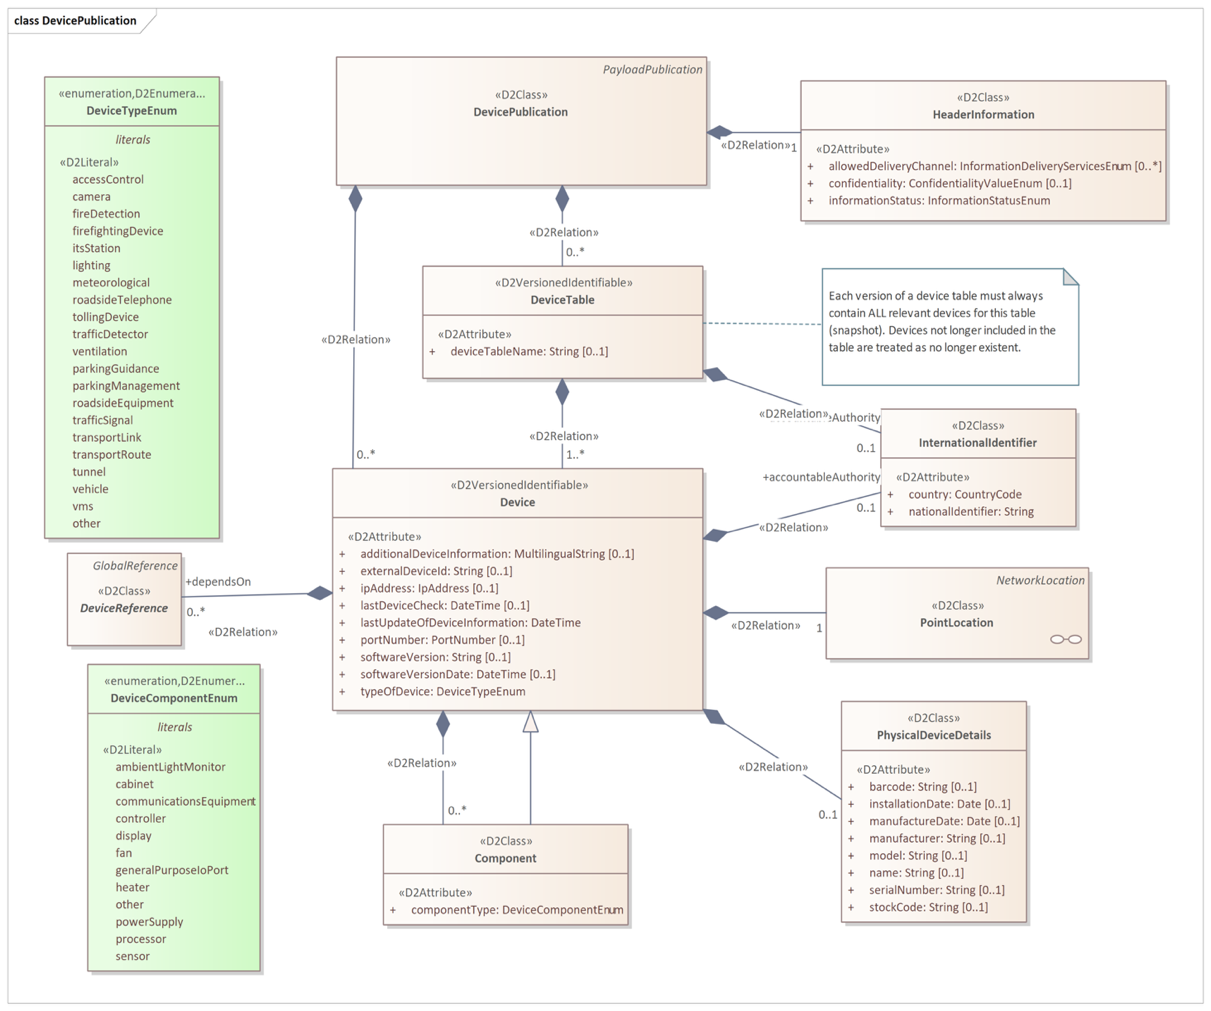 class DevicePublication
PayloadPublication
«D2Class»
DevicePublication
«D2Class»
HeaderInformation
«D2Attribute»
+ allowedDeliveryChannel: InformationDeliveryServicesEnum [0..*]
+ confidentiality: ConfidentialityValueEnum [0..1]
+ informationStatus: InformationStatusEnum
«D2Relation»
1
«enumeration,D2Enumera...
DeviceTypeEnum
literals
«D2Literal»
accessControl
camera
fireDetection
firefightingDevice
itsStation
lighting
meteorological
roadsideTelephone
tollingDevice
trafficDetector
ventilation
parkingGuidance
parkingManagement
roadsideEquipment
trafficSignal
transportLink
transportRoute
tunnel
vehicle
vms
other
«D2Relation»
0..*
«D2Relation»
0..*
«D2VersionedIdentifiable»
DeviceTable
«D2Attribute»
+ deviceTableName: String [0..1]
Each version of a device table must always
contain ALL relevant devices for this table
(snapshot). Devices not longer included in the
table are treated as no longer existent.
«D2Relation»
1..*
«D2Relation»
Authority
0..1
«D2Class»
InternationalIdentifier
«D2Attribute»
+ country: CountryCode
+ nationalIdentifier: String
+accountableAuthority
0..1
«D2Relation»
«D2VersionedIdentifiable»
Device
«D2Attribute»
+ additionalDeviceInformation: MultilingualString [0..1]
+ externalDeviceId: String [0..1]
+ ipAddress: IpAddress [0..1]
+ lastDeviceCheck: DateTime [0..1]
+ lastUpdateOfDeviceInformation: DateTime
+ portNumber: PortNumber [0..1]
+ softwareVersion: String [0..1]
+ softwareVersionDate: DateTime [0..1]
+ typeOfDevice: DeviceTypeEnum
GlobalReference
«D2Class»
DeviceReference
+dependsOn
0..*
«D2Relation»
NetworkLocation
«D2Class»
PointLocation
«D2Relation»
1
«enumeration,D2Enumer...
DeviceComponentEnum
literals
«D2Literal»
ambientLightMonitor
cabinet
communicationsEquipment
controller
display
fan
generalPurposeIoPort
heater
other
powerSupply
processor
sensor
«D2Relation»
0..*
«D2Class»
Component
«D2Attribute»
+ componentType: DeviceComponentEnum
«D2Relation»
0..1
«D2Class»
PhysicalDeviceDetails
«D2Attribute»
+ barcode: String [0..1]
+ installationDate: Date [0..1]
+ manufactureDate: Date [0..1]
+ manufacturer: String [0..1]
+ model: String [0..1]
+ name: String [0..1]
+ serialNumber: String [0..1]
+ stockCode: String [0..1]